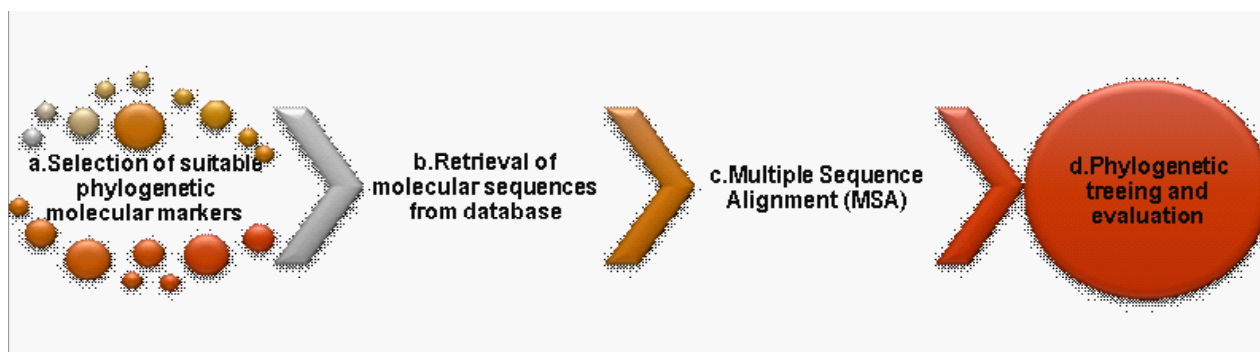 a.Selection of suitable
phylogenetic
molecular markers
b.Retrieval of
molecular sequences
from database
c.Multiple Sequence
Alignment (MSA)
d.Phylogenetic
treeing and
evaluation